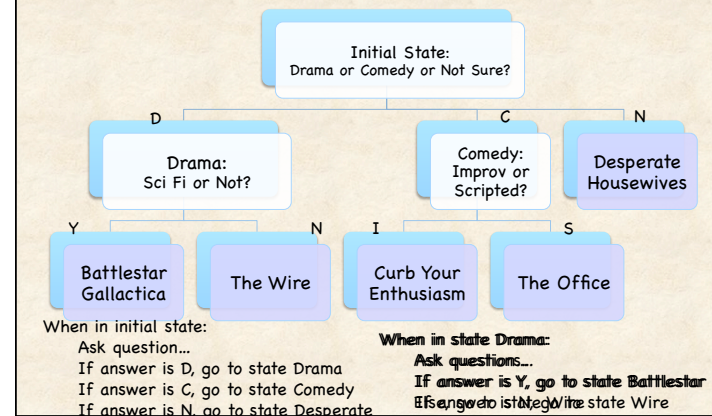 Initial State:
Drama or Comedy or Not Sure?
D
C
N
Drama:
Sci Fi or Not?
Comedy:
Improv or
Scripted?
Desperate
Housewives
Y
N
I
S
Battlestar
Gallactica
The Wire
Curb Your
Enthusiasm
The Office
When in initial state:
Ask question...
If answer is D, go to state Drama
If answer is C, go to state Comedy
If answer is N, go to state Desperate
When in state Drama:
Ask questions...
If answer is Y, go to state Battlestar
state Wire